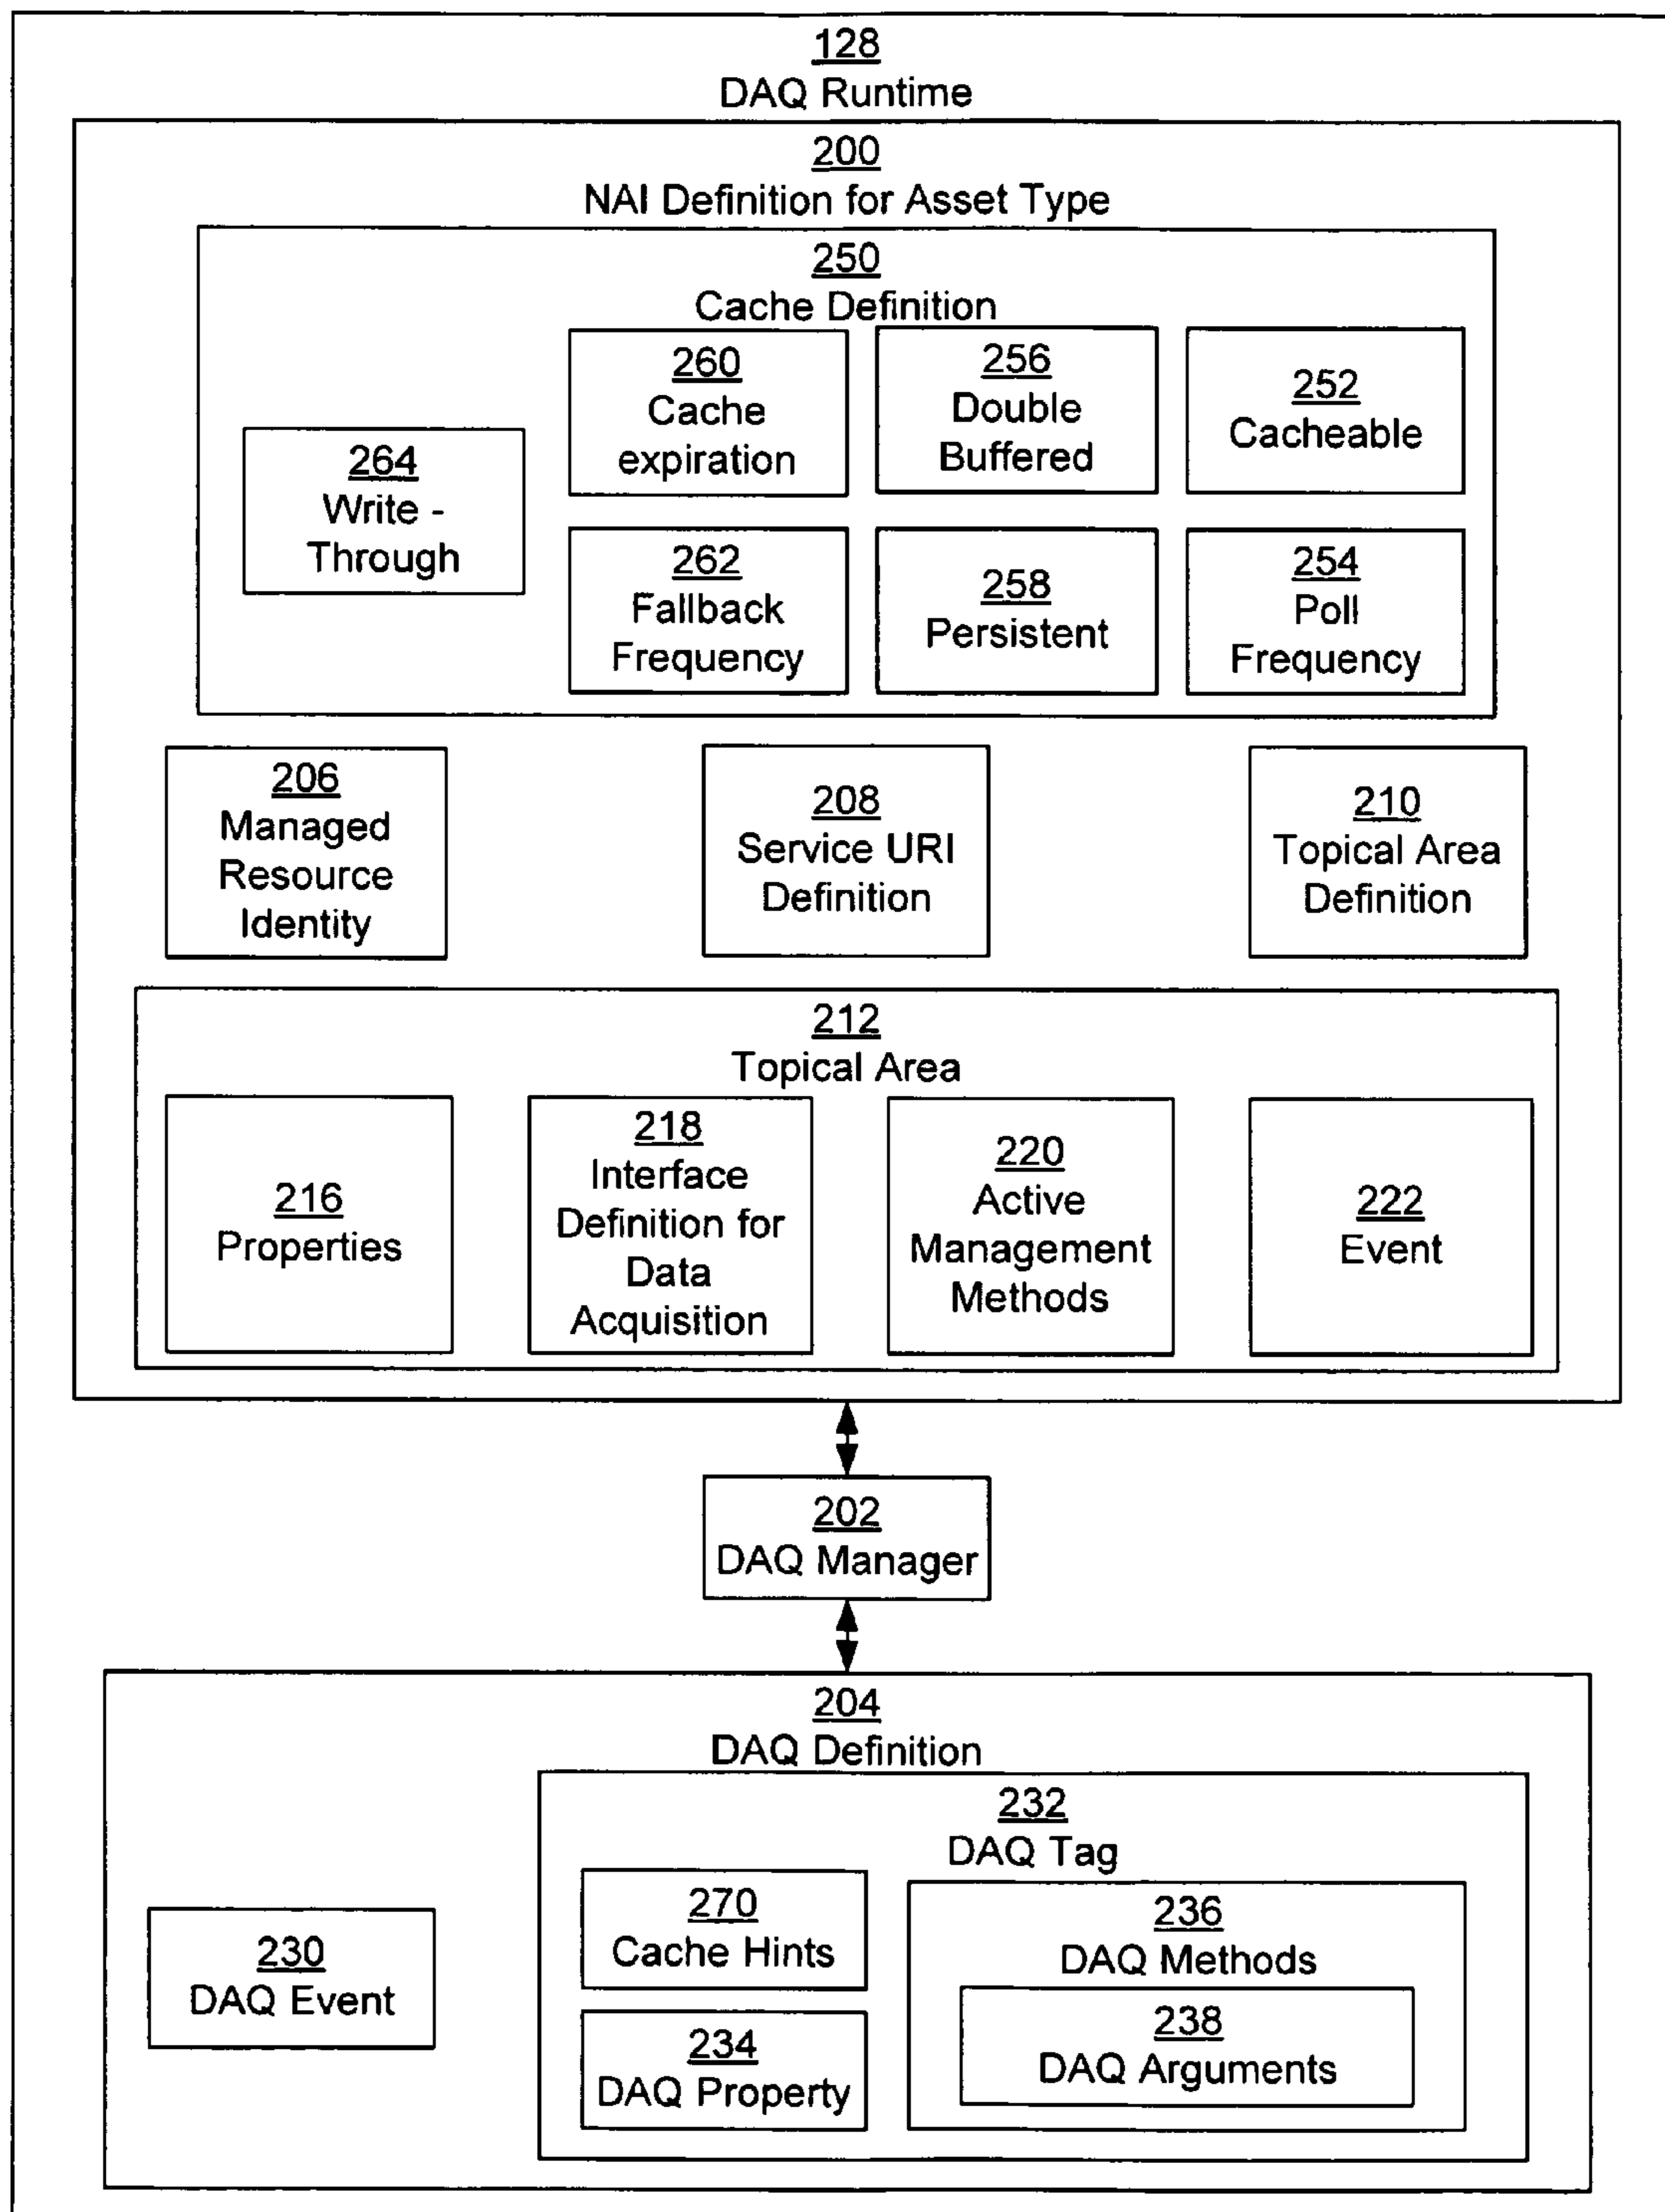 128
DAQ Runtime
200
NAI Definition for Asset Type
250
Cache Definition
264
Write -
Through
260
Cache
expiration
256
Double
Buffered
252
Cacheable
262
Fallback
Frequency
258
Persistent
254
Poll
Frequency
206
Managed
Resource
Identity
208
Service URI
Definition
210
Topical Area
Definition
212
Topical Area
216
Properties
218
Interface
Definition for
Data
Acquisition
220
Active
Management
Methods
222
Event
202
DAQ Manager
204
DAQ Definition
230
DAQ Event
232
DAQ Tag
270
Cache Hints
234
DAQ Property
236
DAQ Methods
238
DAQ Arguments